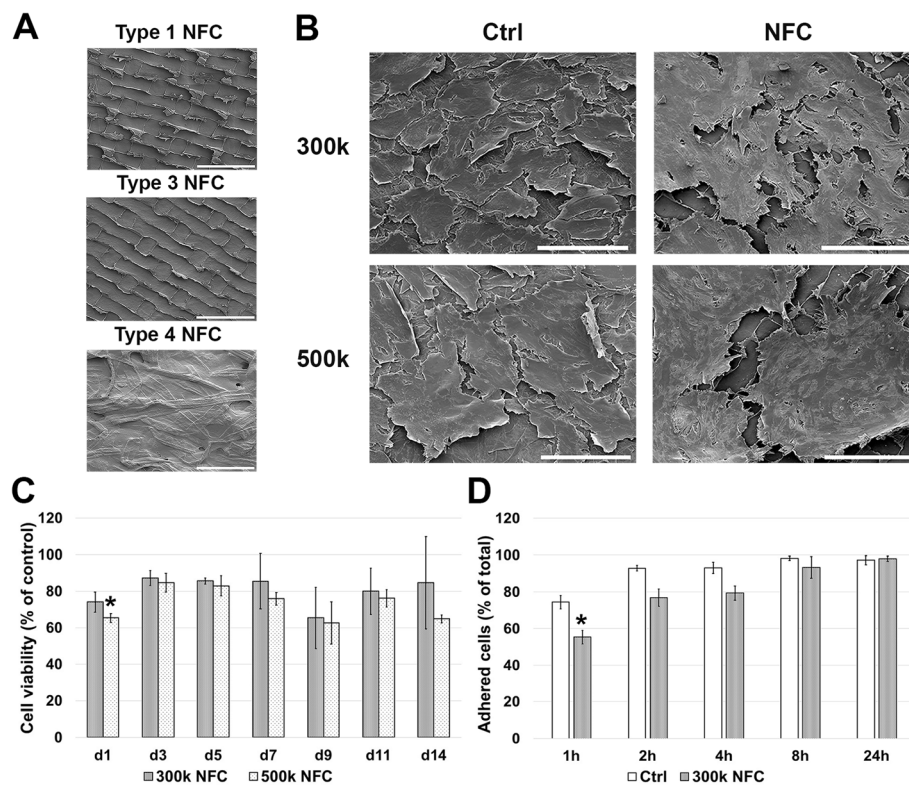 A
Type 1 NFC
Type 3 NFC
Type 4 NFC
B
Ctrl NFC
300k
500k
C
Cell viability (% of control)
120
100
80
60
40
20
0
*
d1 d3 d5 d7 d9 d11 d14
300k NFC 500k NFC
D
Adhered cells (% of total)
120
100
80
60
40
20
0
*
1h 2h 4h 8h 24h
Ctrl 300k NFC